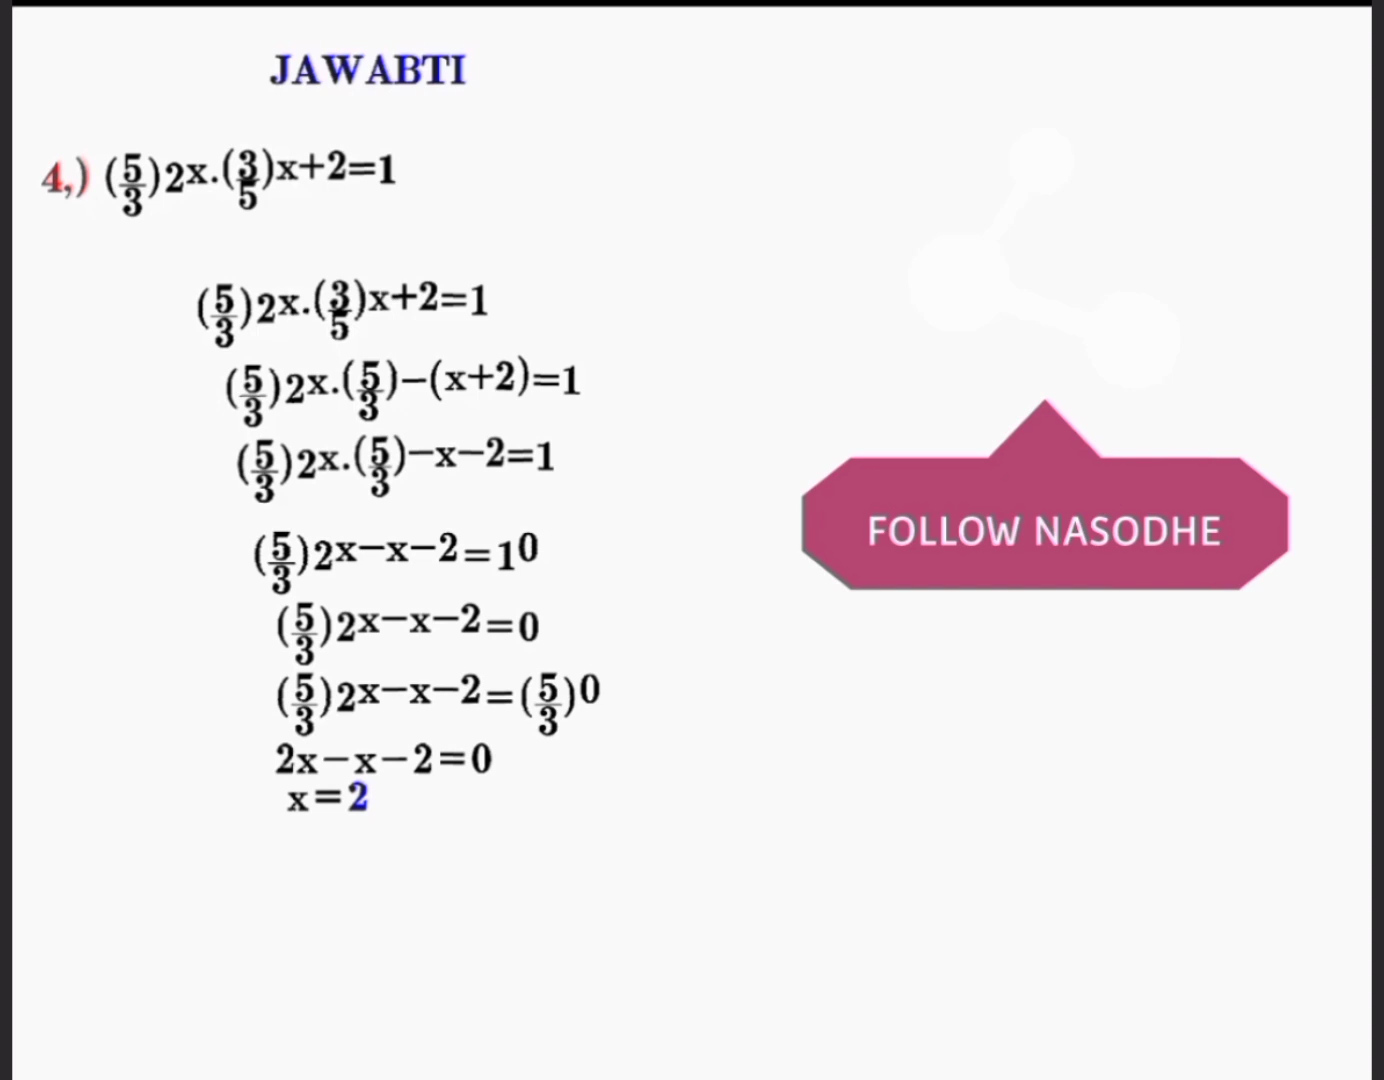 JAWABTI
4,) (5/3)2x.(3/5)x+2=1
(5/3)2x.(3/5)x+2=1
(5/3)2x.(5/3)−(x+2)=1
(5/3)2x.(5/3)−x−2=1
(5/3)2x−x−2=10
(5/3)2x−x−2=0
(5/3)2x−x−2=(5/3)0
2x−x−2=0
x=2
FOLLOW NASODHE